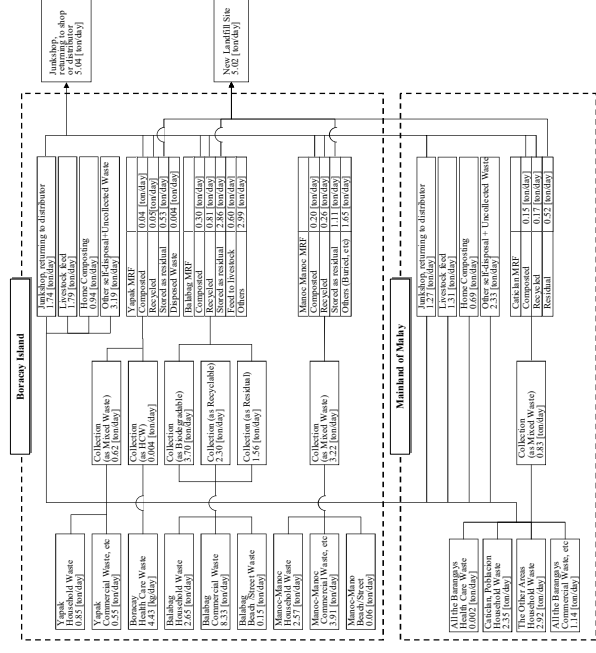 Boracay Island
Yapak
Household Waste
0.85 [ton/day]
Yapak
Commercial Waste, etc
0.55 [ton/day]
Boracay
Health Care Waste
4.43 [kg/day]
Balabag
Household Waste
2.65 [ton/day]
Balabag
Commercial Waste
8.33 [ton/day]
Balabag
Beach /Street Waste
0.15 [ton/day]
Manoc-Manoc
Household Waste
2.57 [ton/day]
Manoc-Manoc
Commercial Waste, etc
3.91 [ton/day]
Manoc-Mano
Beach/Street
0.06 [ton/day]
Collection
(as Mixed Waste)
0.62 [ton/day]
Collection
(as HCW)
0.004 [ton/day]
Collection
(as Biodegradable)
3.70 [ton/day]
Collection (as Recyclable)
2.30 [ton/day]
Collection (as Residual)
1.56 [ton/day]
Collection
(as Mixed Waste)
3.22 [ton/day]
Junkshop, returning to distributor
1.74 [ton/day]
Livestock feed
1.79 [ton/day]
Home Composting
0.94 [ton/day]
Other self-disposal+Uncollected Waste
3.19 [ton/day]
Yapak MRF
Composted 0.04 [ton/day]
Recycled 0.05 [ton/day]
Stored as residual 0.53 [ton/day]
Disposed Waste 0.004 [ton/day]
Balabag MRF
Composted 0.30 [ton/day]
Recycled 0.81 [ton/day]
Stored as residual 2.86 [ton/day]
Feed to livestock 0.60 [ton/day]
Others 2.99 [ton/day]
Manoc Manoc MRF
Composted 0.20 [ton/day]
Recycled 0.26 [ton/day]
Stored as residual 1.11 [ton/day]
Others (Buried, etc) 1.65 [ton/day]
Junkshop,
returning to shop
or distributor
5.04 [ton/day]
New Landfill Site
5.02 [ton/day]
Mainland of Malay
All the Barangays
Health Care Waste
0.002 [ton/day]
Caticlan, Poblacion
Household Waste
2.35 [ton/day]
The Other Areas
Household Waste
2.92 [ton/day]
All the Barangays
Commercial Waste, etc
1.14 [ton/day]
Collection
(as Mixed Waste)
0.83 [ton/day]
Junkshop, returning to distributor
1.27 [ton/day]
Livestock feed
1.31 [ton/day]
Home Composting
0.69 [ton/day]
Other self-disposal + Uncollected Waste
2.33 [ton/day]
Caticlan MRF
Composted 0.15 [ton/day]
Recycled 0.17 [ton/day]
Residual 0.52 [ton/day]